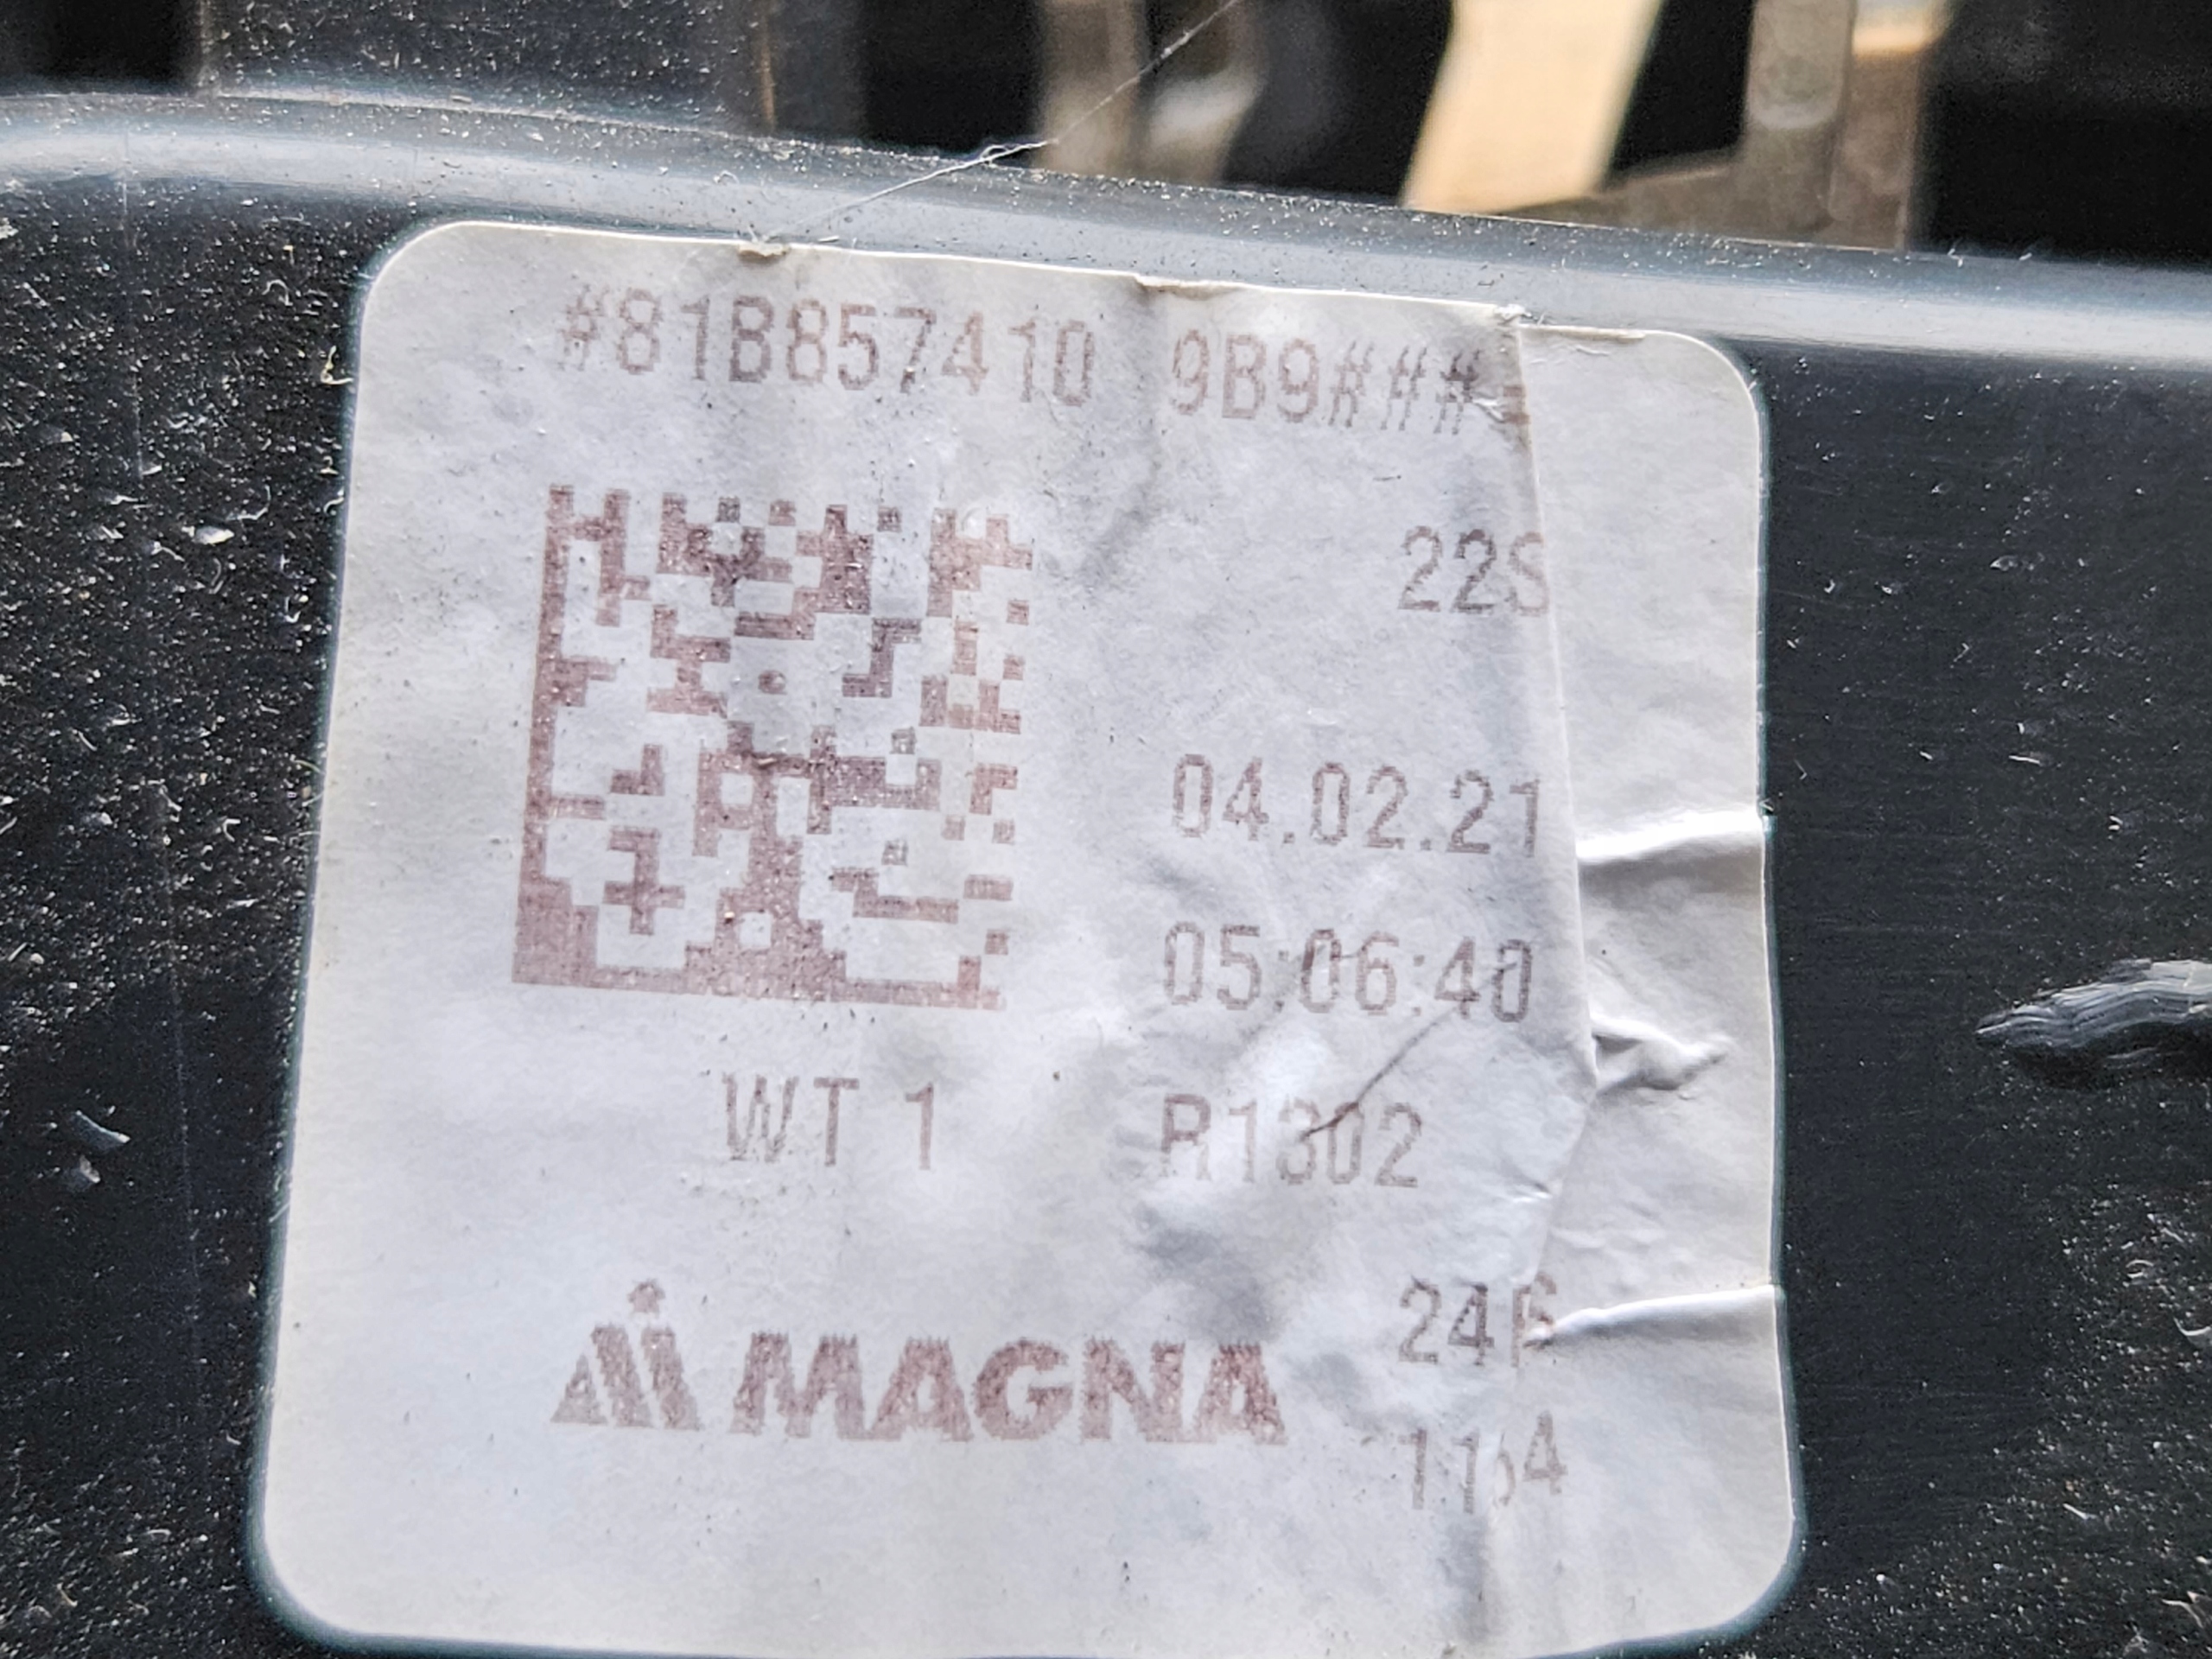 #81B857410 9B9###
22S
04.02.21
05:06:40
WT 1 R1302
MAGNA